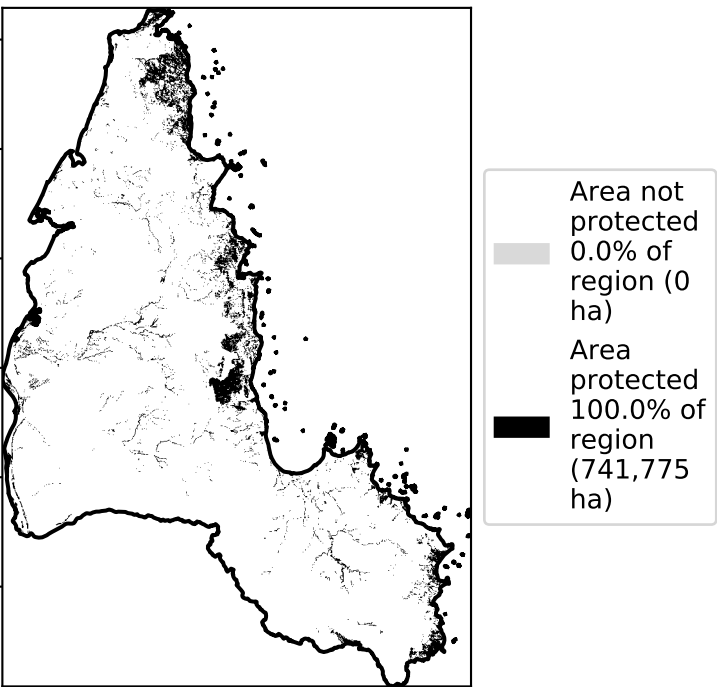 Area not
protected
0.0% of
region (0
ha)
Area
protected
100.0% of
region
(741,775
ha)